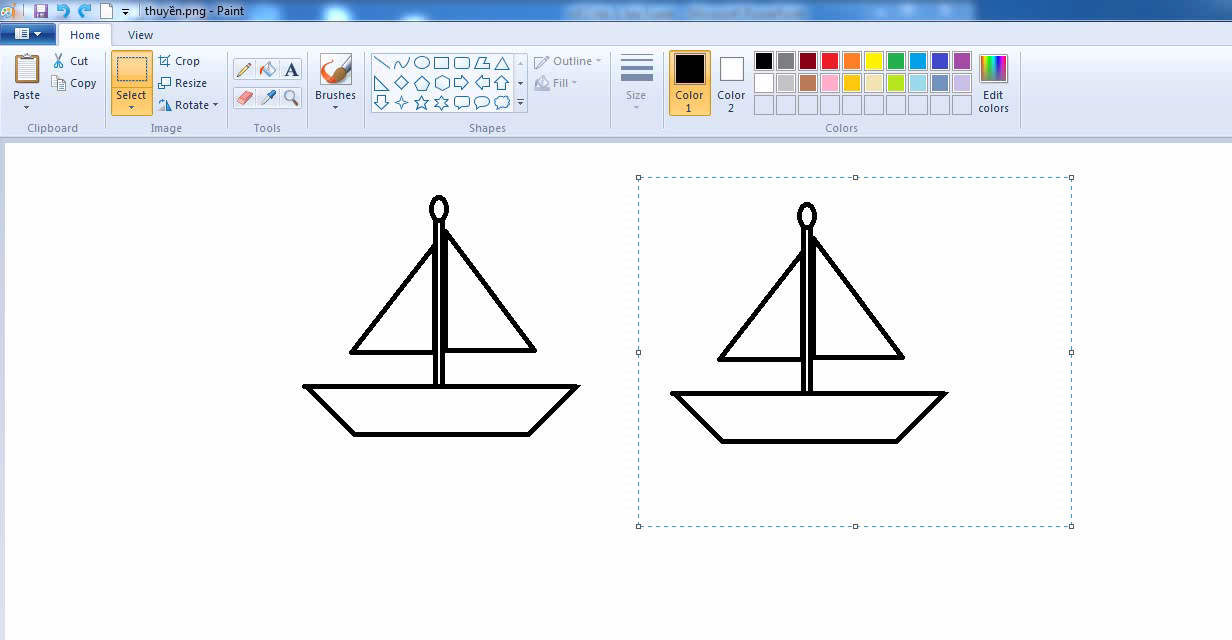 thuyền.png - Paint
Home View
Paste
Cut
Copy
Clipboard
Select
Crop
Resize
Rotate
Image
A
Tools
Brushes
Outline
Fill
Shapes
Size
Color
1
Color
2
Edit
colors
Colors